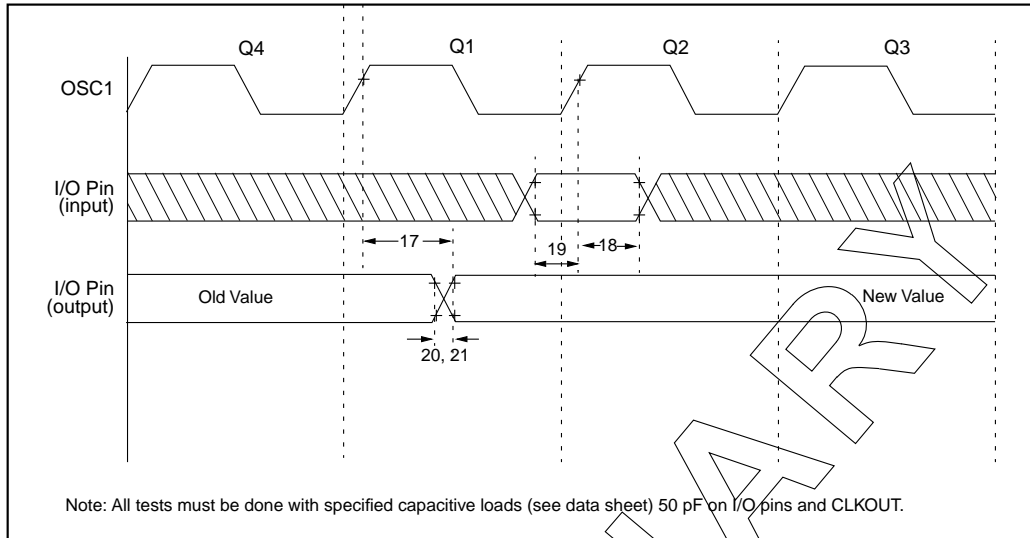 Q4 Q1 Q2 Q3
OSC1
I/O Pin
(input)
17
19
18
I/O Pin
(output)
Old Value
New Value
20, 21
Note: All tests must be done with specified capacitive loads (see data sheet) 50 pF on I/O pins and CLKOUT.
ARY